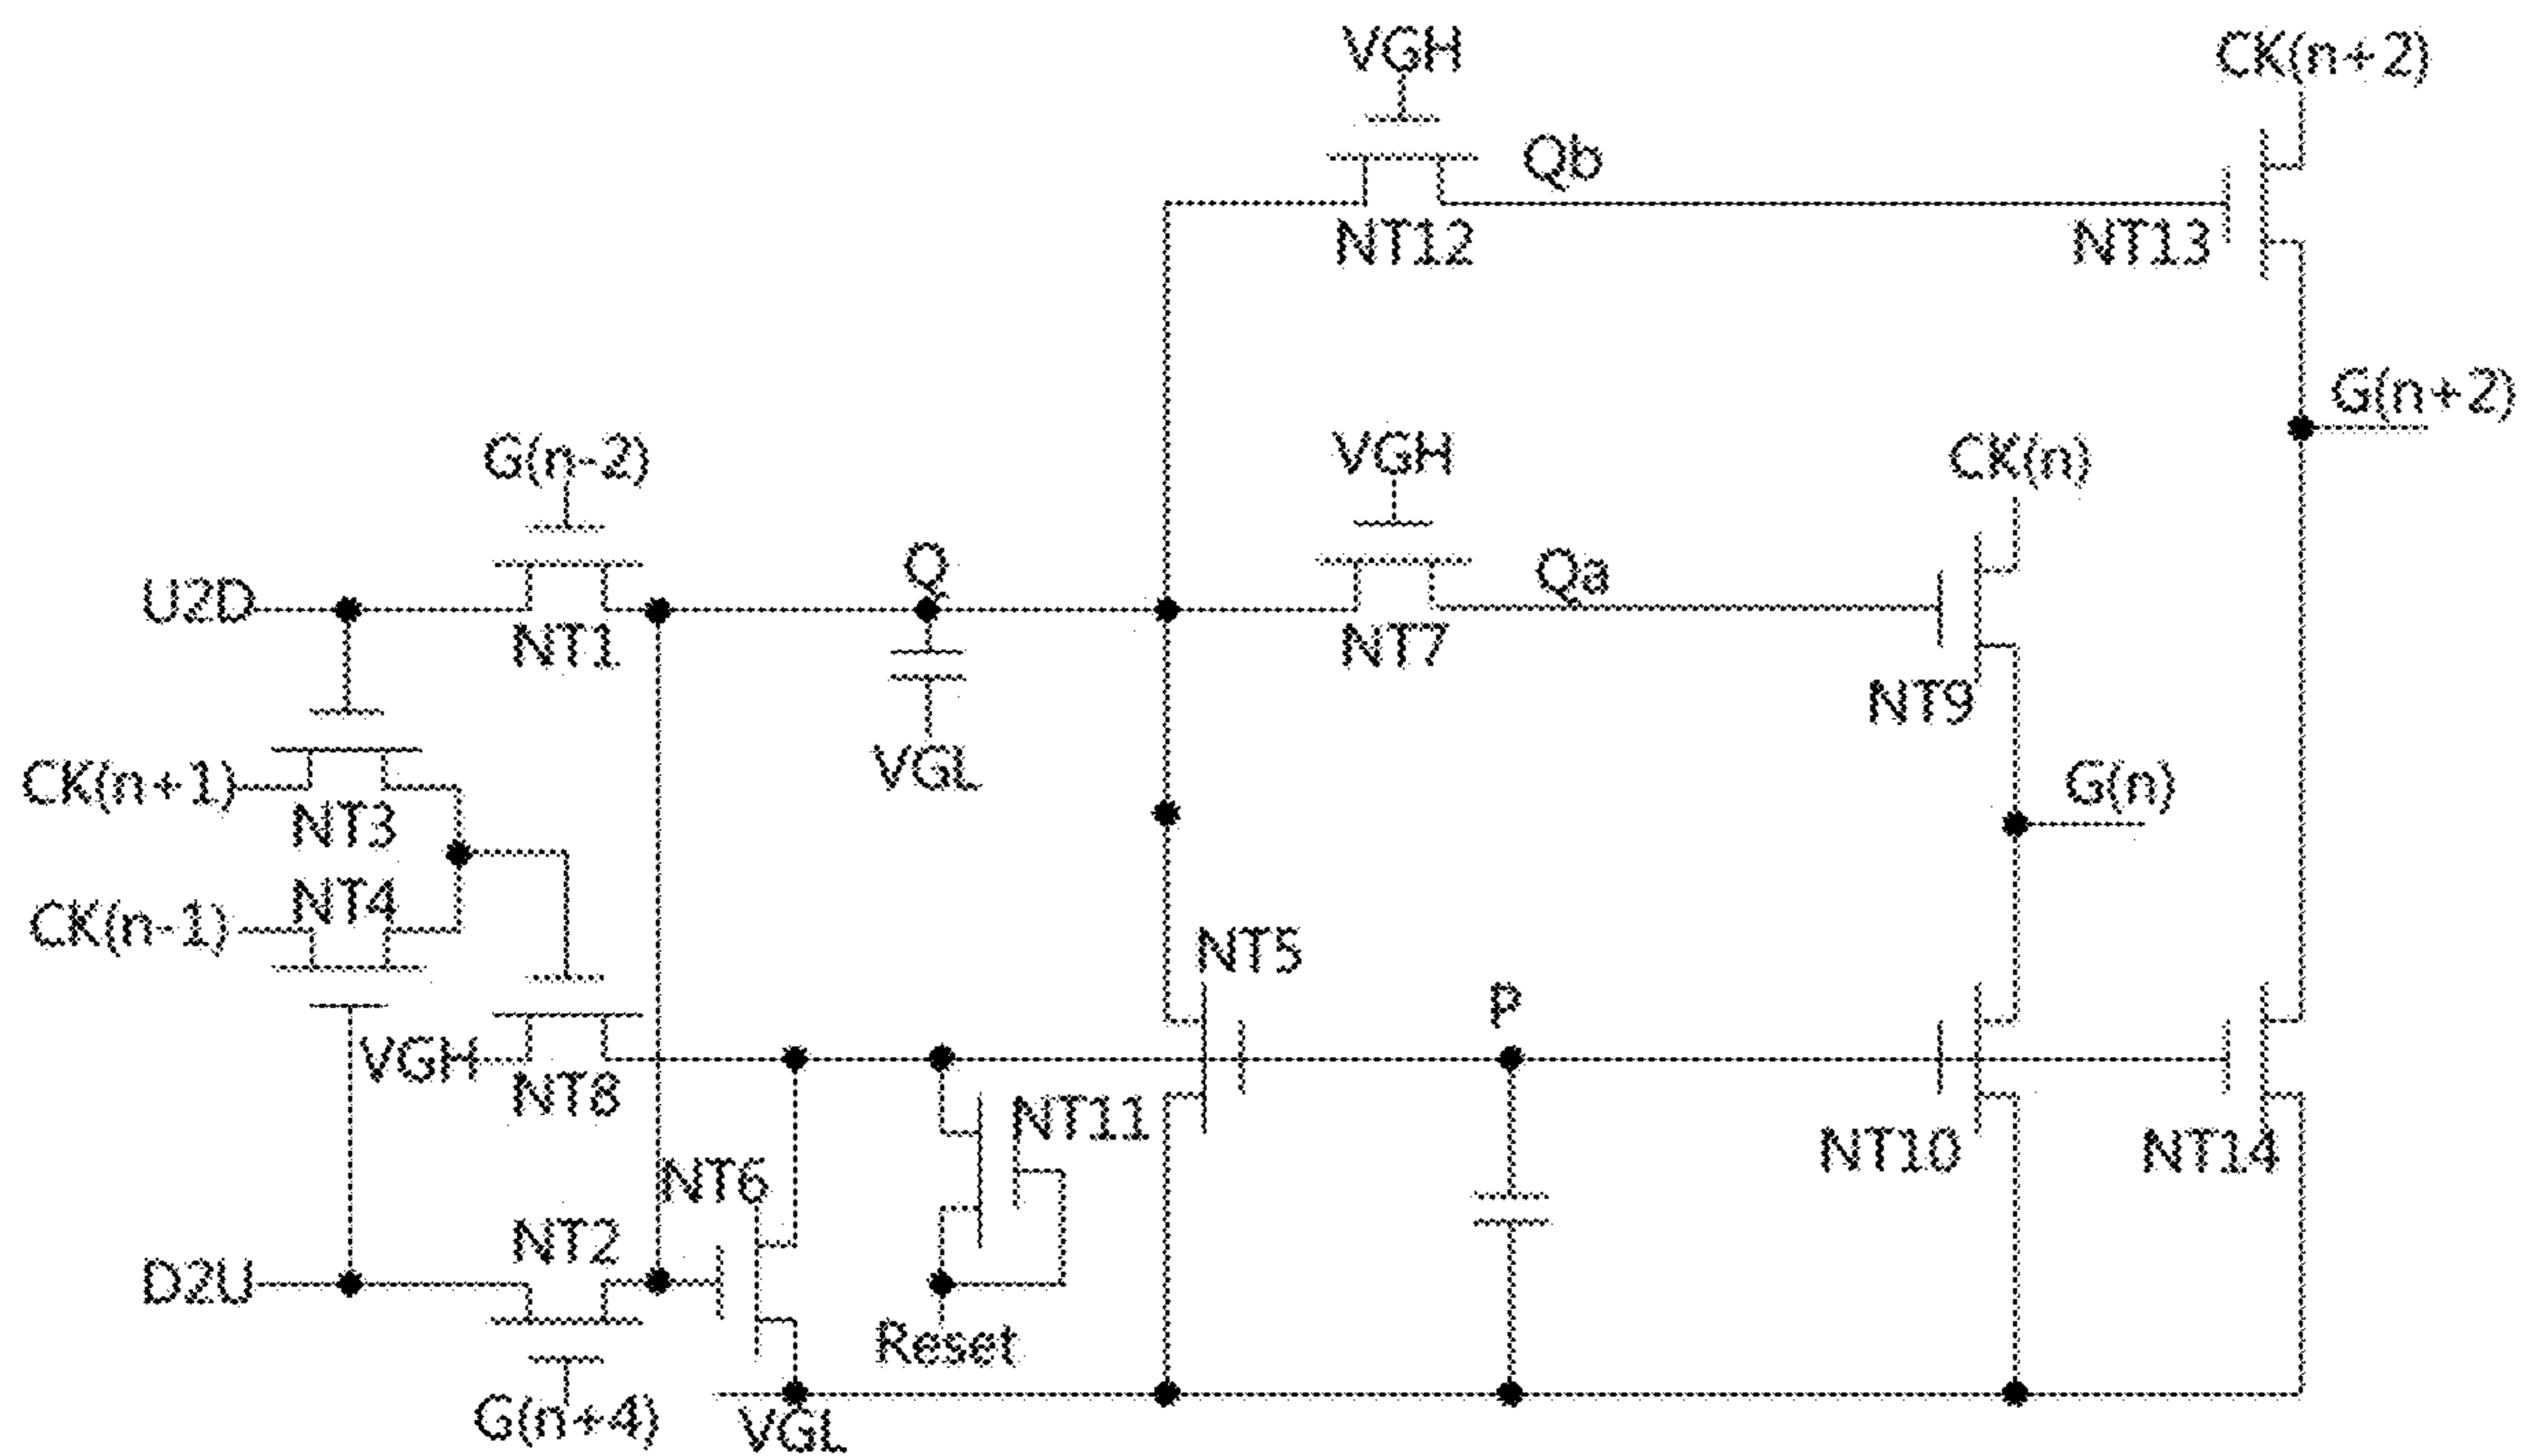 VGH
CK(n+2)
Qb
NT12
NT13
G(n+2)
G(n-2)
VGH
CK(n)
Q
Qa
U2D
NT1
NT7
NT9
VGL
CK(n+1)
G(n)
NT3
NT4
CK(n-1)
NT5
P
VGH
NT8
NT11
NT10
NT14
NT6
NT2
D2U
Reset
G(n+4)
VGL